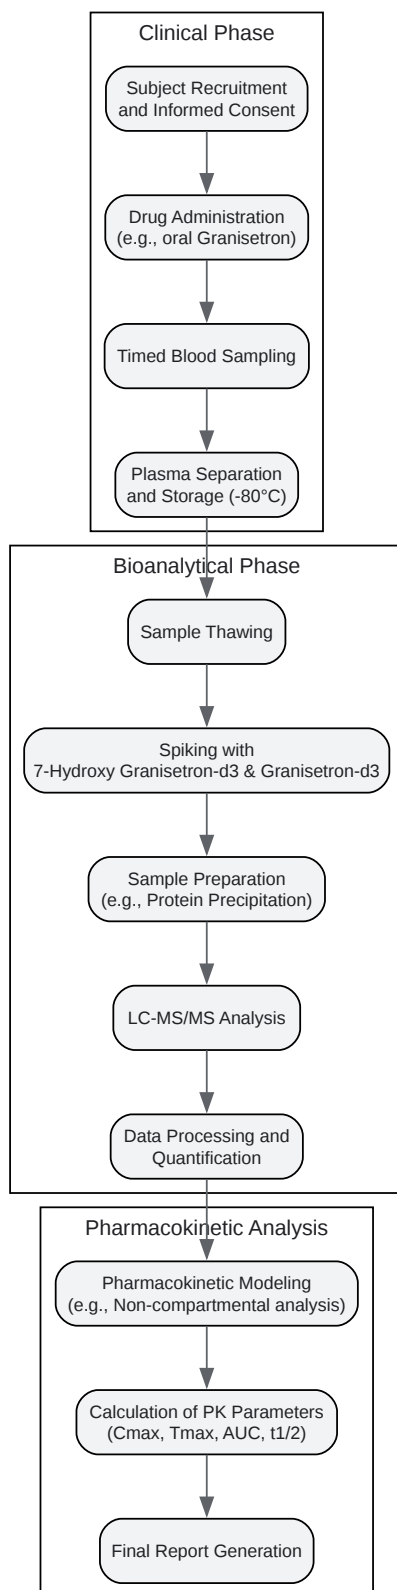 Clinical Phase
Subject Recruitment
and Informed Consent
Drug Administration
(e.g., oral Granisetron)
Timed Blood Sampling
Plasma Separation
and Storage (-80°C)
Bioanalytical Phase
Sample Thawing
Spiking with
7-Hydroxy Granisetron-d3 & Granisetron-d3
Sample Preparation
(e.g., Protein Precipitation)
LC-MS/MS Analysis
Data Processing and
Quantification
Pharmacokinetic Analysis
Pharmacokinetic Modeling
(e.g., Non-compartmental analysis)
Calculation of PK Parameters
(Cmax, Tmax, AUC, t1/2)
Final Report Generation